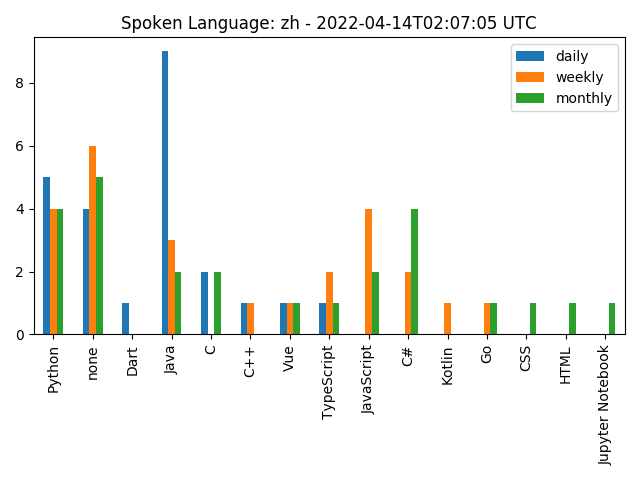 Spoken Language: zh - 2022-04-14T02:07:05 UTC
daily
weekly
monthly
8
6
4
2
0
Python
none
Dart
Java
C
C++
Vue
TypeScript
JavaScript
C#
Kotlin
Go
CSS
HTML
Jupyter Notebook